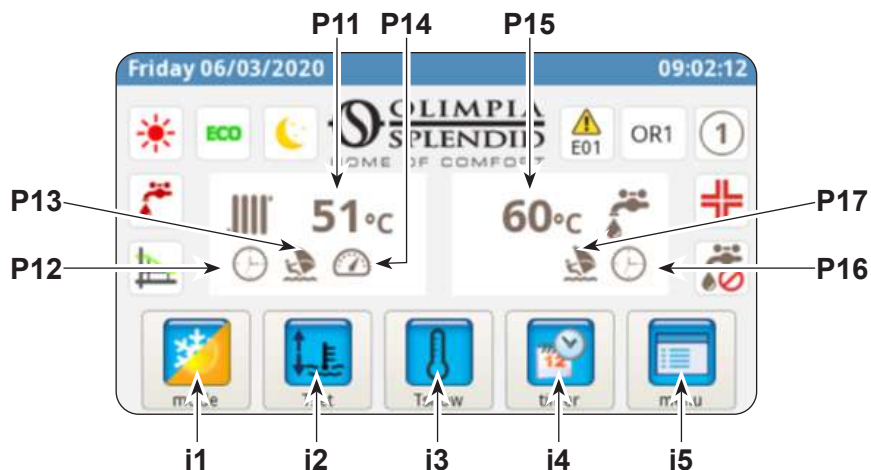 P11 P14 P15
Friday 06/03/2020 09:02:12
OLIMPIA
SPLENDID
HOME OF COMFORT
ECO
E01
OR1
1
P13
51°C
60°C
P17
P12
P16
12
menu
i1 i2 i3 i4 i5